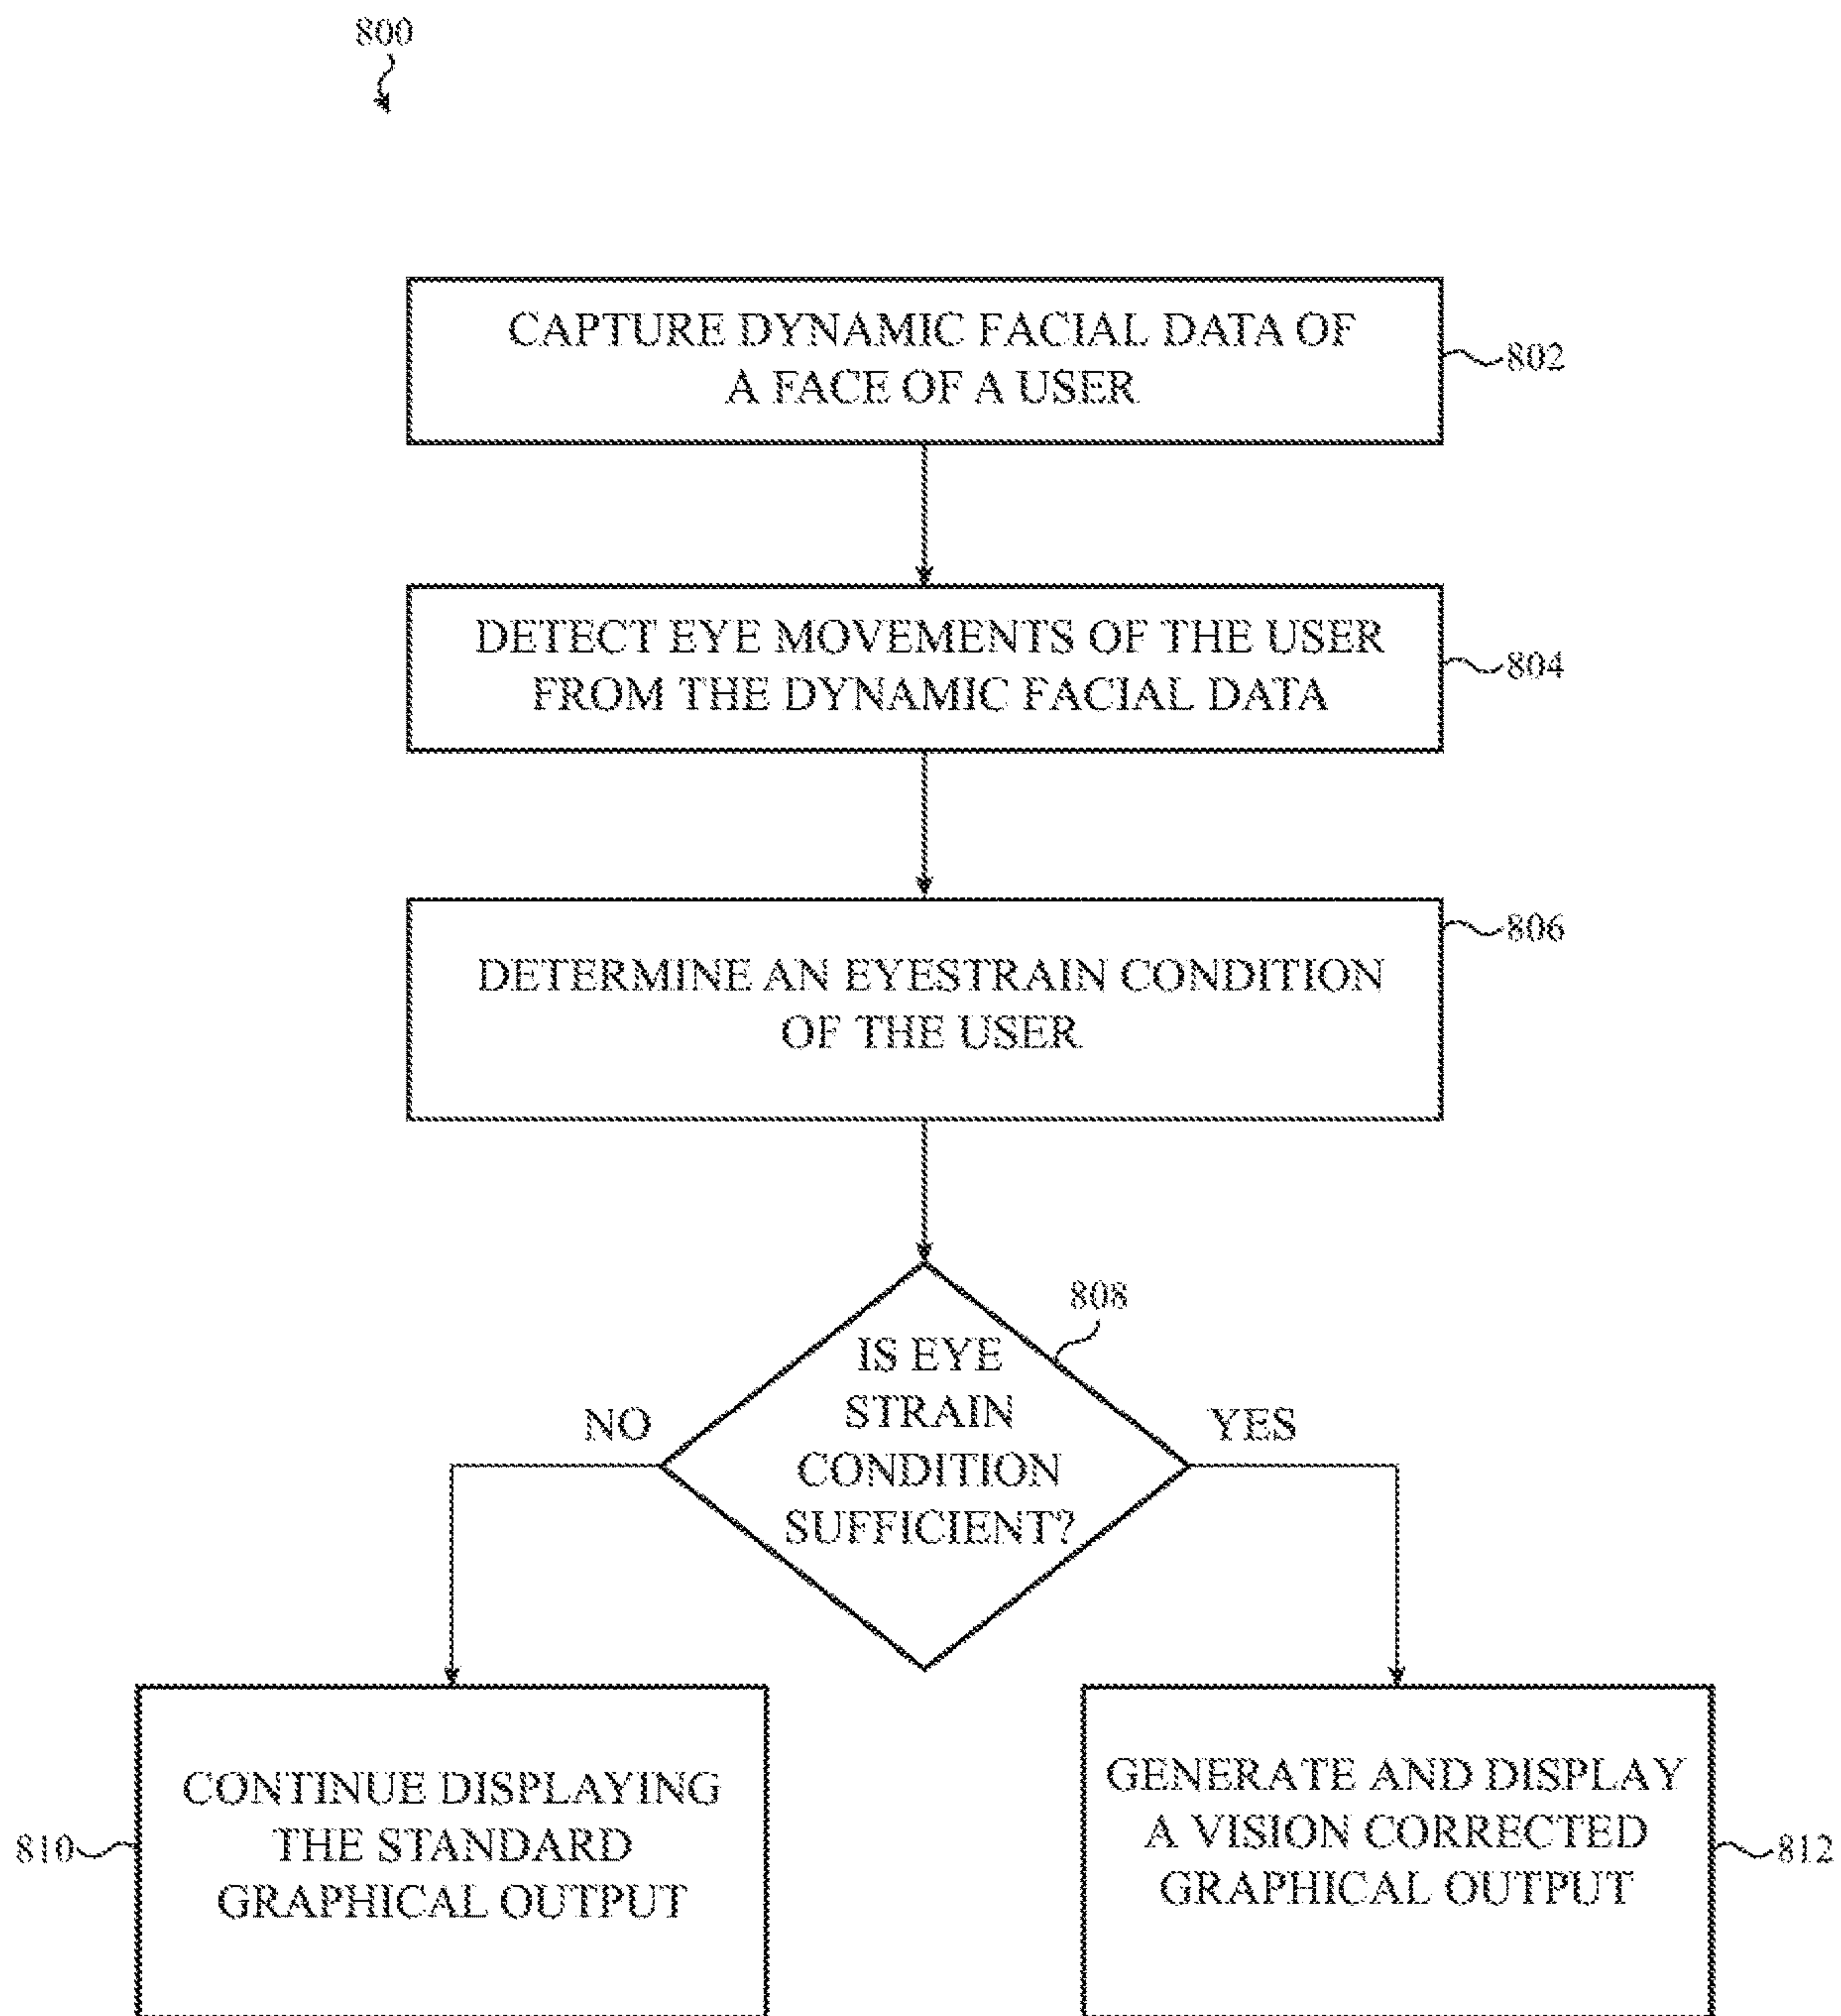 800
CAPTURE DYNAMIC FACIAL DATA OF
A FACE OF A USER
802
DETECT EYE MOVEMENTS OF THE USER
FROM THE DYNAMIC FACIAL DATA
804
DETERMINE AN EYESTRAIN CONDITION
OF THE USER
806
808
IS EYE
STRAIN
CONDITION
SUFFICIENT?
NO
YES
CONTINUE DISPLAYING
THE STANDARD
GRAPHICAL OUTPUT
810
GENERATE AND DISPLAY
A VISION CORRECTED
GRAPHICAL OUTPUT
812